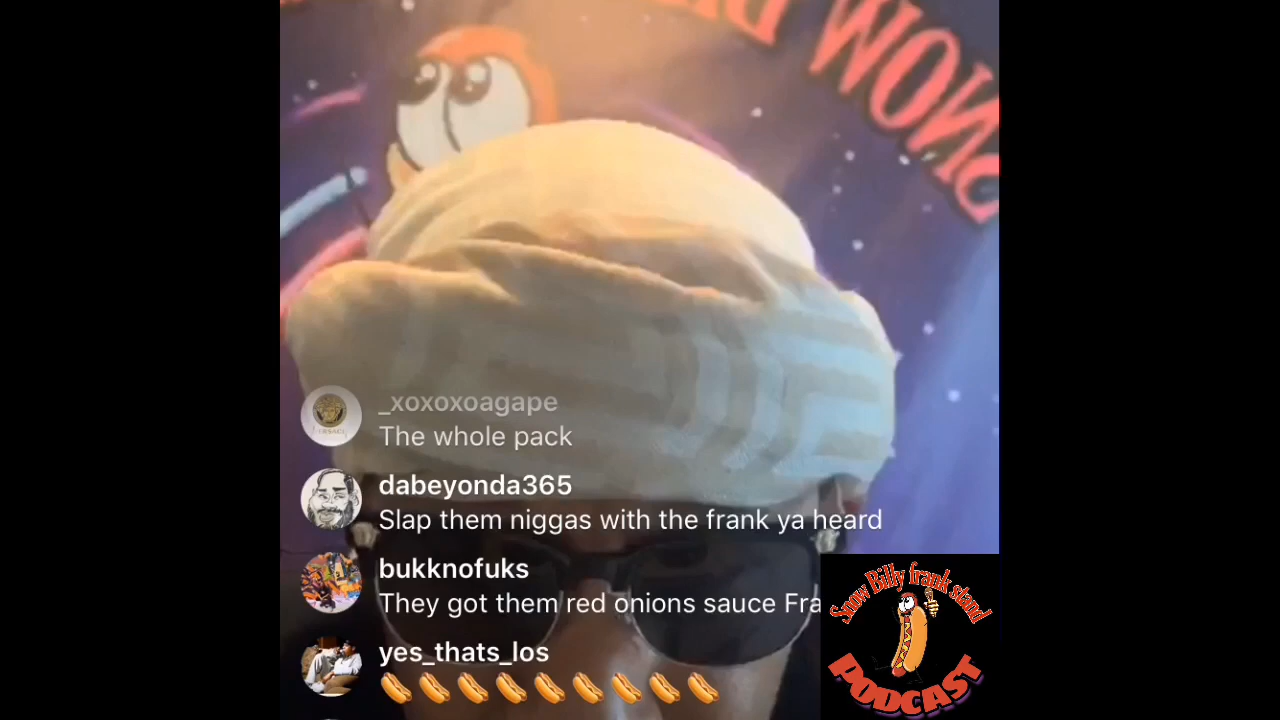 SNOW
_xoxoxoagape
The whole pack
dabeyonda365
Slap them niggas with the frank ya heard
bukknofuks
They got them red onions sauce Fra
yes_thats_los
🌭🌭🌭🌭🌭🌭🌭🌭🌭
Snow Billy frank stand
PODCAST